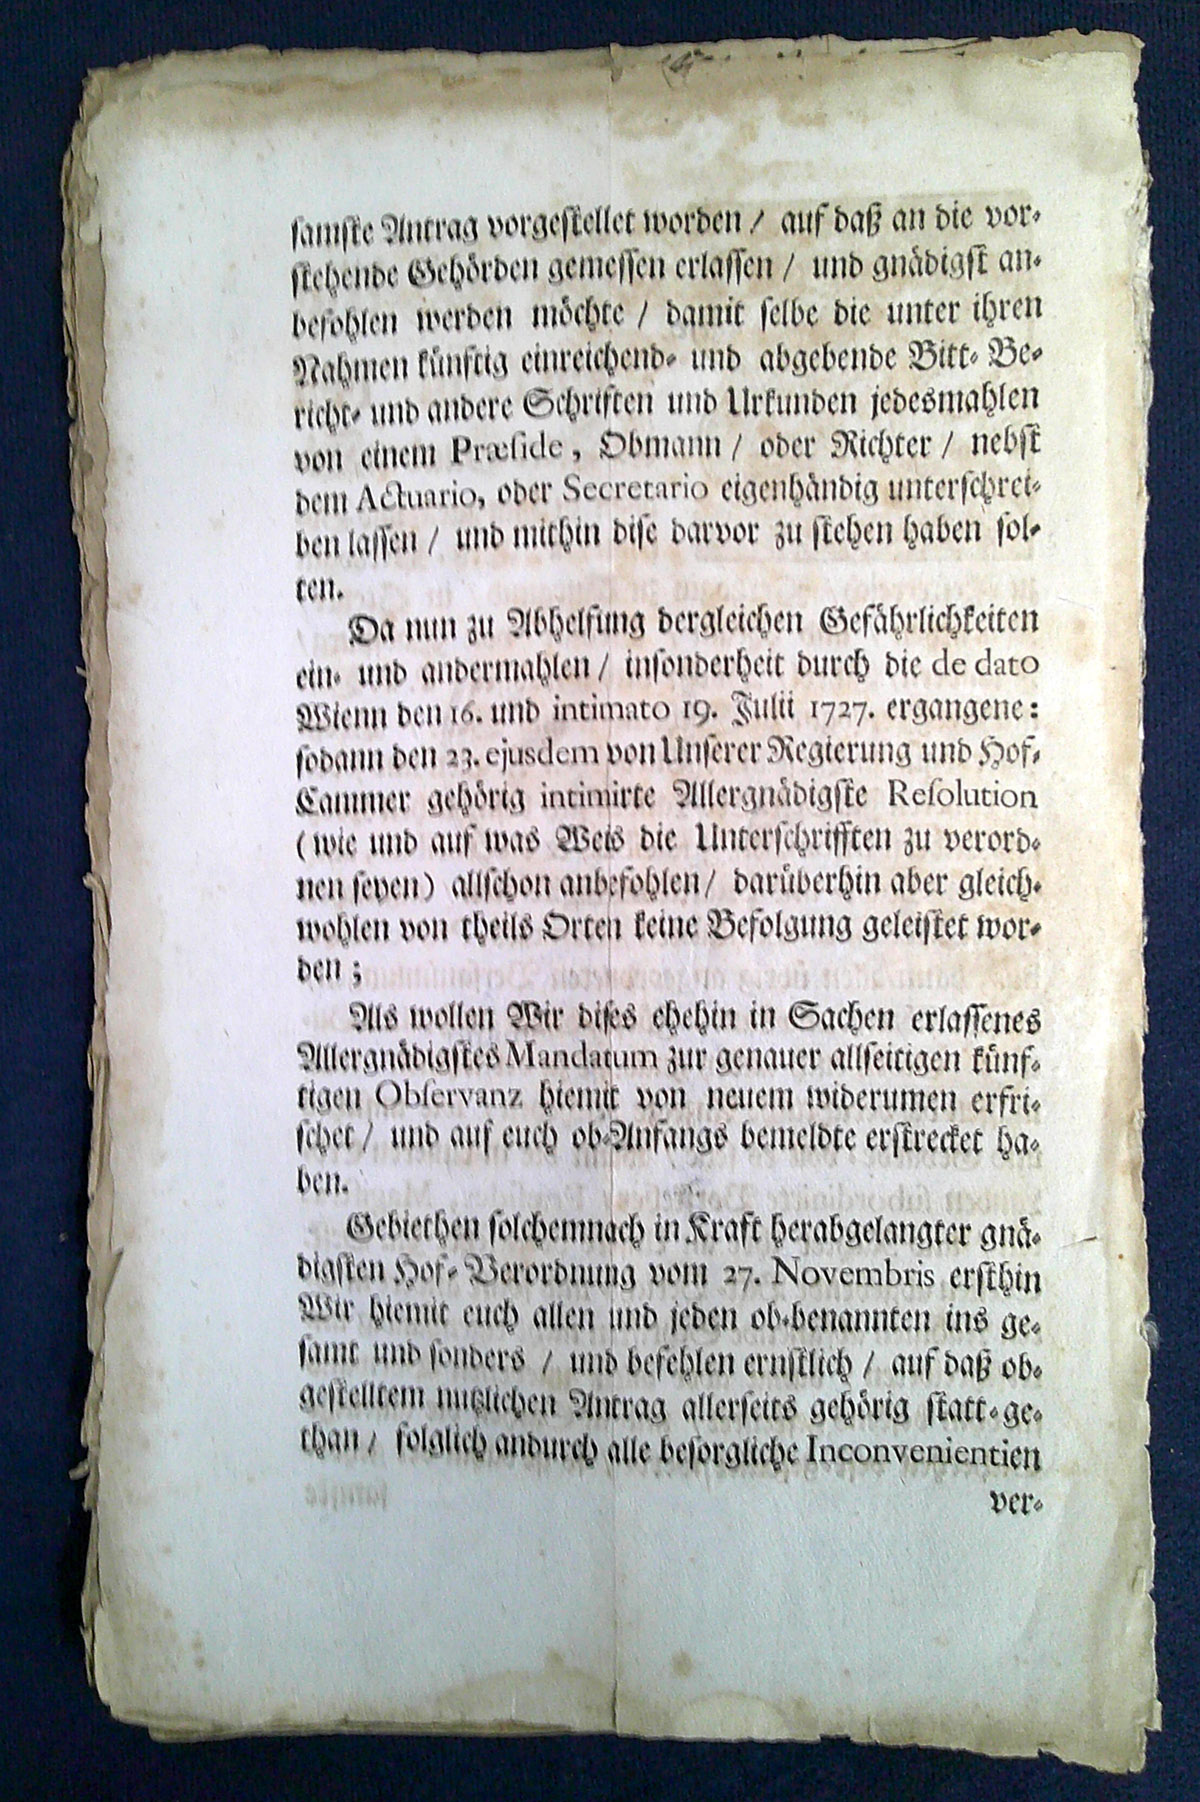 samste Antrag vorgestellet worden / auf daß an die vor-
stehende Gehörden gemessen erlassen / und gnädigst an-
befohlen werden möchte / damit selbe die unter ihren
Nahmen künftig einreichend- und abgebende Bitt- Be-
richt- und andere Schriften und Urkunden jedesmahlen
von einem Præside, Obmann / oder Richter / nebst
dem Actuario, oder Secretario eigenhändig unterschrei-
ben lassen / und mithin dise darvor zu stehen haben sol-
ten.
Da nun zu Abhelfung dergleichen Gefährlichkeiten
ein- und andermahlen / insonderheit durch die de dato
Wienn den 16. und intimato 19. Julii 1727. ergangene:
sodann den 23. ejusdem von Unserer Regierung und Hof-
Cammer gehörig intimirte Allergnädigste Resolution
(wie und auf was Weis die Unterschrifften zu verord-
nen seyen) allschon anbefohlen / darüberhin aber gleich-
wohlen von theils Orten keine Befolgung geleistet wor-
den;
Als wollen Wir dises ehehin in Sachen erlassenes
Allergnädigstes Mandatum zur genauer allseitigen künf-
tigen Observanz hiemit von neuem widerumen erfri-
schet / und auf euch ob-Anfangs bemeldte erstrecket ha-
ben.
Gebiethen solchemnach in Kraft herabgelangter gnä-
digsten Hof- Verordnung vom 27. Novembris ersthin
Wir hiemit euch allen und jeden ob-benannten ins ge-
samt und sonders / und befehlen ernstlich / auf daß ob-
gestelltem nutzlichen Antrag allerseits gehörig statt-ge-
than / folglich andurch alle besorgliche Inconvenientien
ver-